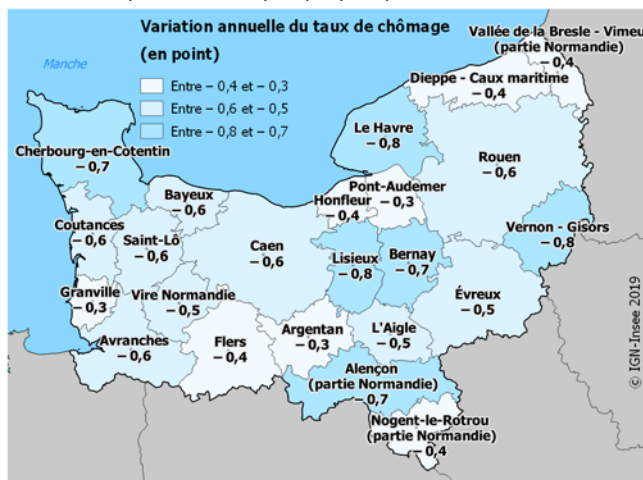 Variation annuelle du taux de chômage
(en point)
Entre – 0,4 et – 0,3
Entre – 0,6 et – 0,5
Entre – 0,8 et – 0,7
Manche
Vallée de la Bresle - Vimeu
(partie Normandie)
– 0,4
Dieppe - Caux maritime
– 0,4
Le Havre
– 0,8
Cherbourg-en-Cotentin
– 0,7
Rouen
– 0,6
Pont-Audemer
– 0,3
Honfleur
– 0,4
Bayeux
– 0,6
Coutances
– 0,6
Saint-Lô
– 0,6
Caen
– 0,6
Lisieux
– 0,8
Bernay
– 0,7
Vernon - Gisors
– 0,8
Granville
– 0,3
Vire Normandie
– 0,5
Évreux
– 0,5
Avranches
– 0,6
Flers
– 0,4
Argentan
– 0,3
L'Aigle
– 0,5
Alençon
(partie Normandie)
– 0,7
Nogent-le-Rotrou
(partie Normandie)
– 0,4
© IGN-Insee 2019